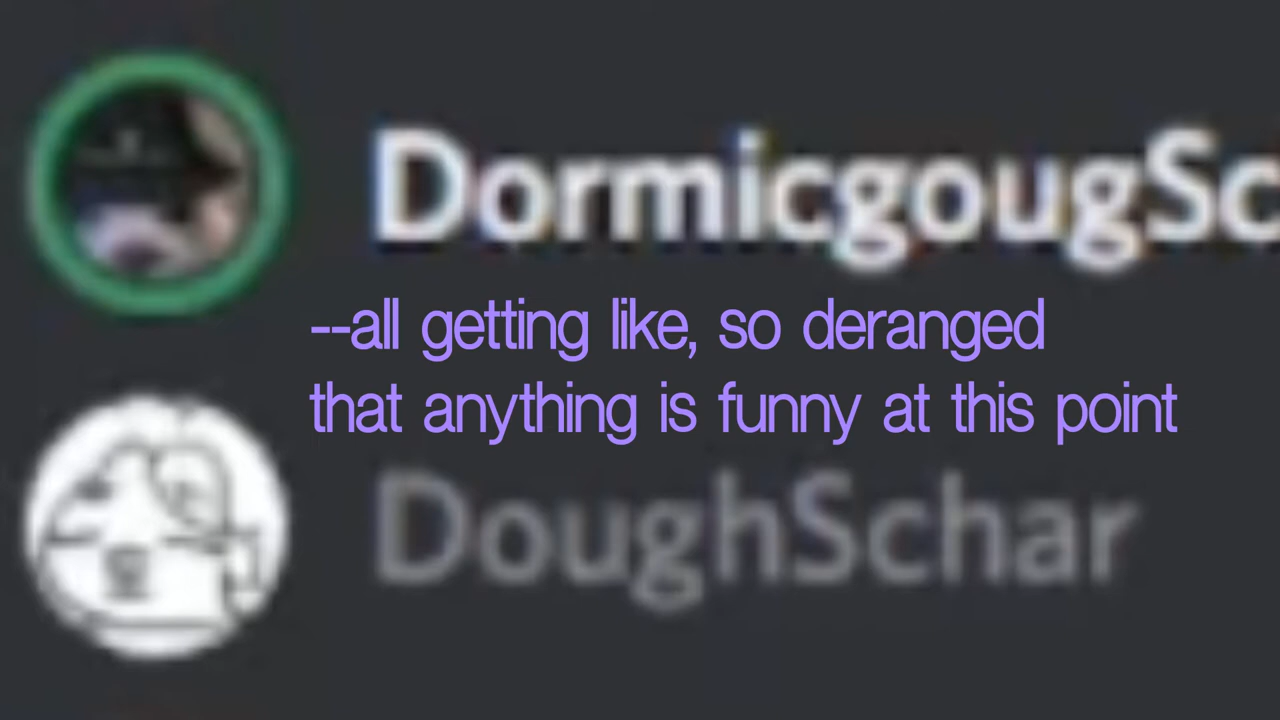 DormicgougSc
--all getting like, so deranged
that anything is funny at this point
DoughSchar